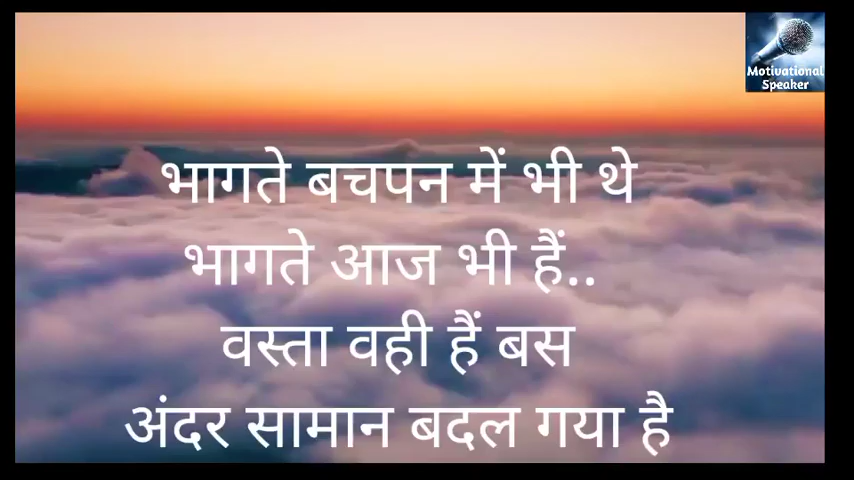 Motivational
Speaker
भागते बचपन में भी थे
भागते आज भी हैं..
वस्ता वही हैं बस
अंदर सामान बदल गया है